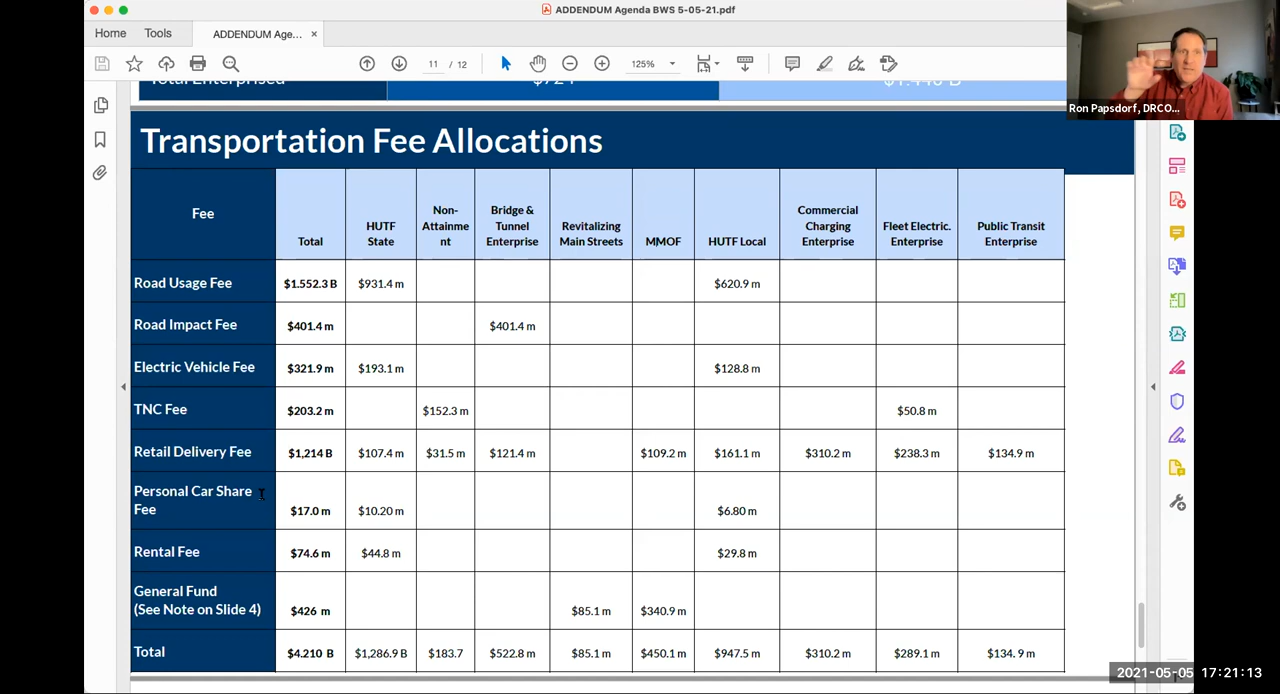 ADDENDUM Agenda BWS 5-05-21.pdf
Home Tools ADDENDUM Age... ×
11 / 12 125%
Ron Papsdorf, DRCO...
Total Enterprised $724
Transportation Fee Allocations
Fee Total HUTF State Non-Attainment Bridge & Tunnel Enterprise Revitalizing Main Streets MMOF HUTF Local Commercial Charging Enterprise Fleet Electric. Enterprise Public Transit Enterprise
Road Usage Fee $1.552.3 B $931.4 m $620.9 m
Road Impact Fee $401.4 m $401.4 m
Electric Vehicle Fee $321.9 m $193.1 m $128.8 m
TNC Fee $203.2 m $152.3 m $50.8 m
Retail Delivery Fee $1,214 B $107.4 m $31.5 m $121.4 m $109.2 m $161.1 m $310.2 m $238.3 m $134.9 m
Personal Car Share
Fee $17.0 m $10.20 m $6.80 m
Rental Fee $74.6 m $44.8 m $29.8 m
General Fund
(See Note on Slide 4) $426 m $85.1 m $340.9 m
Total $4.210 B $1,286.9 B $183.7 $522.8 m $85.1 m $450.1 m $947.5 m $310.2 m $289.1 m $134. 9 m
2021-05-05 17:21:13